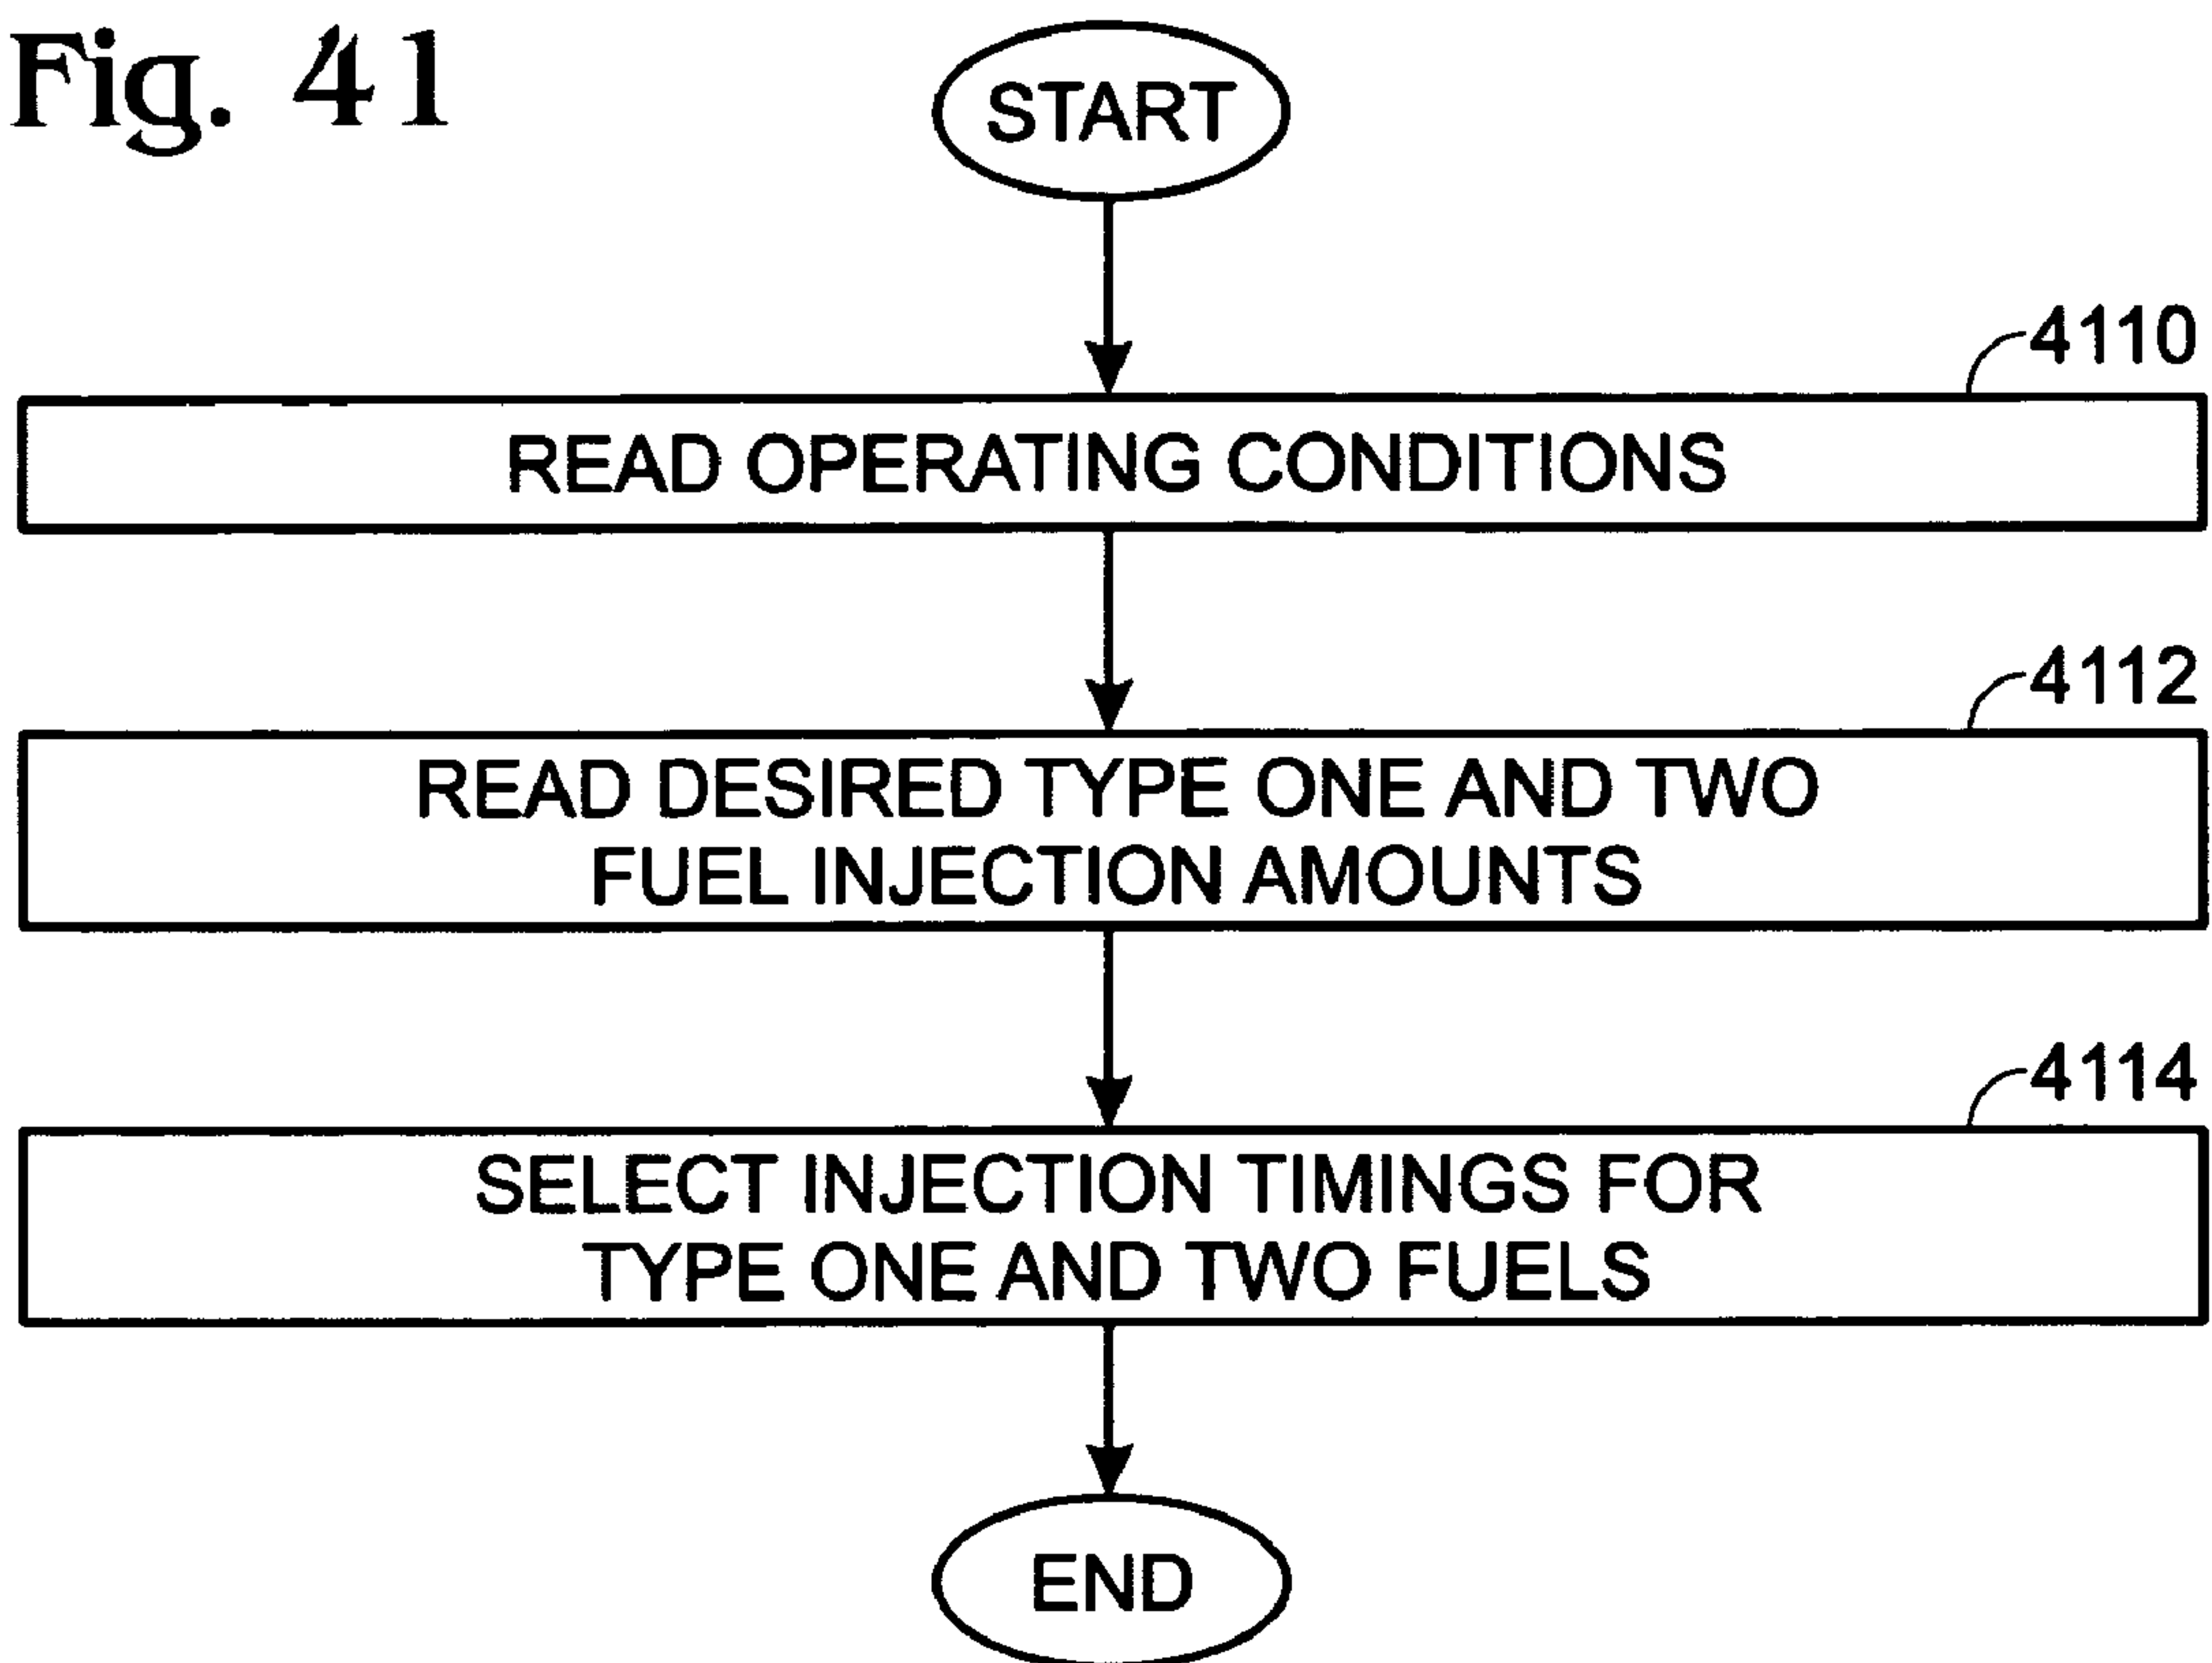 Fig. 41
START
4110
READ OPERATING CONDITIONS
4112
READ DESIRED TYPE ONE AND TWO
FUEL INJECTION AMOUNTS
4114
SELECT INJECTION TIMINGS FOR
TYPE ONE AND TWO FUELS
END